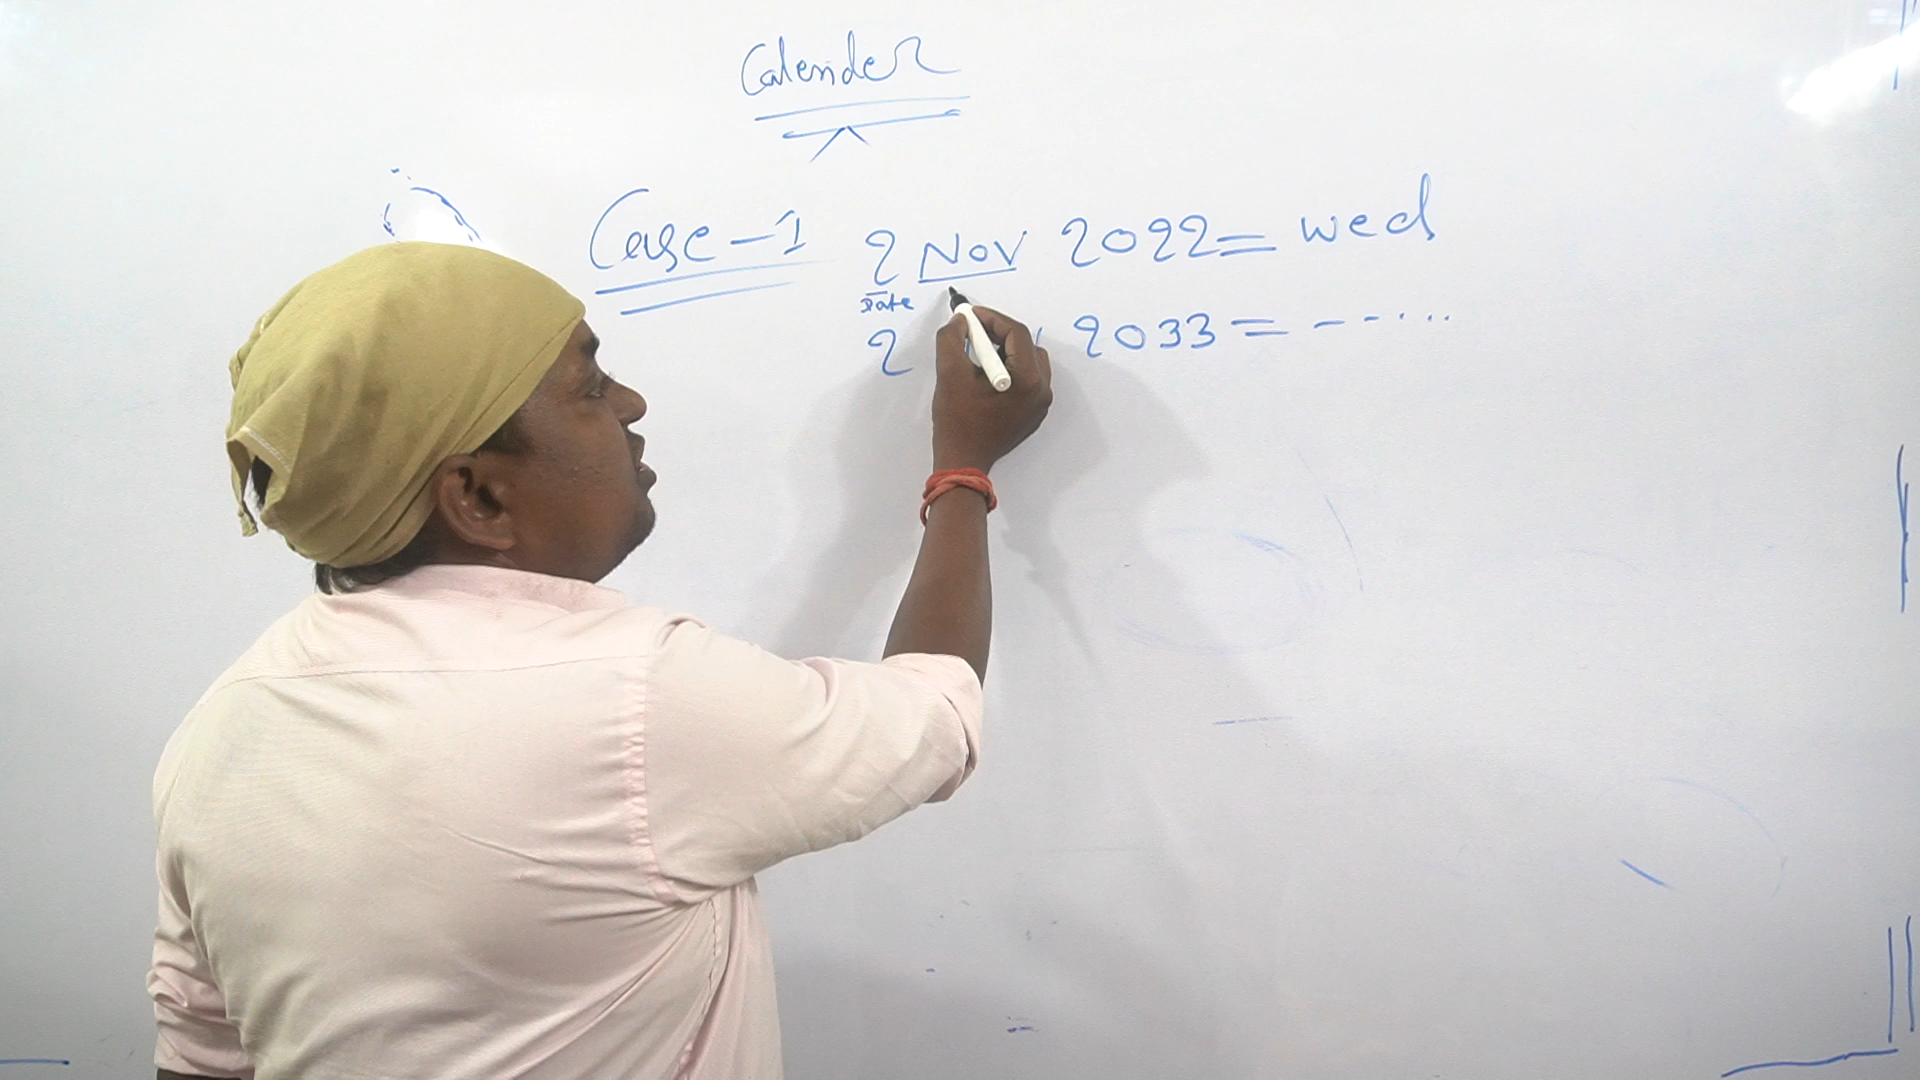 Calender
Case-1 2 Nov 2022 = wed
Date
2 2033 = -----